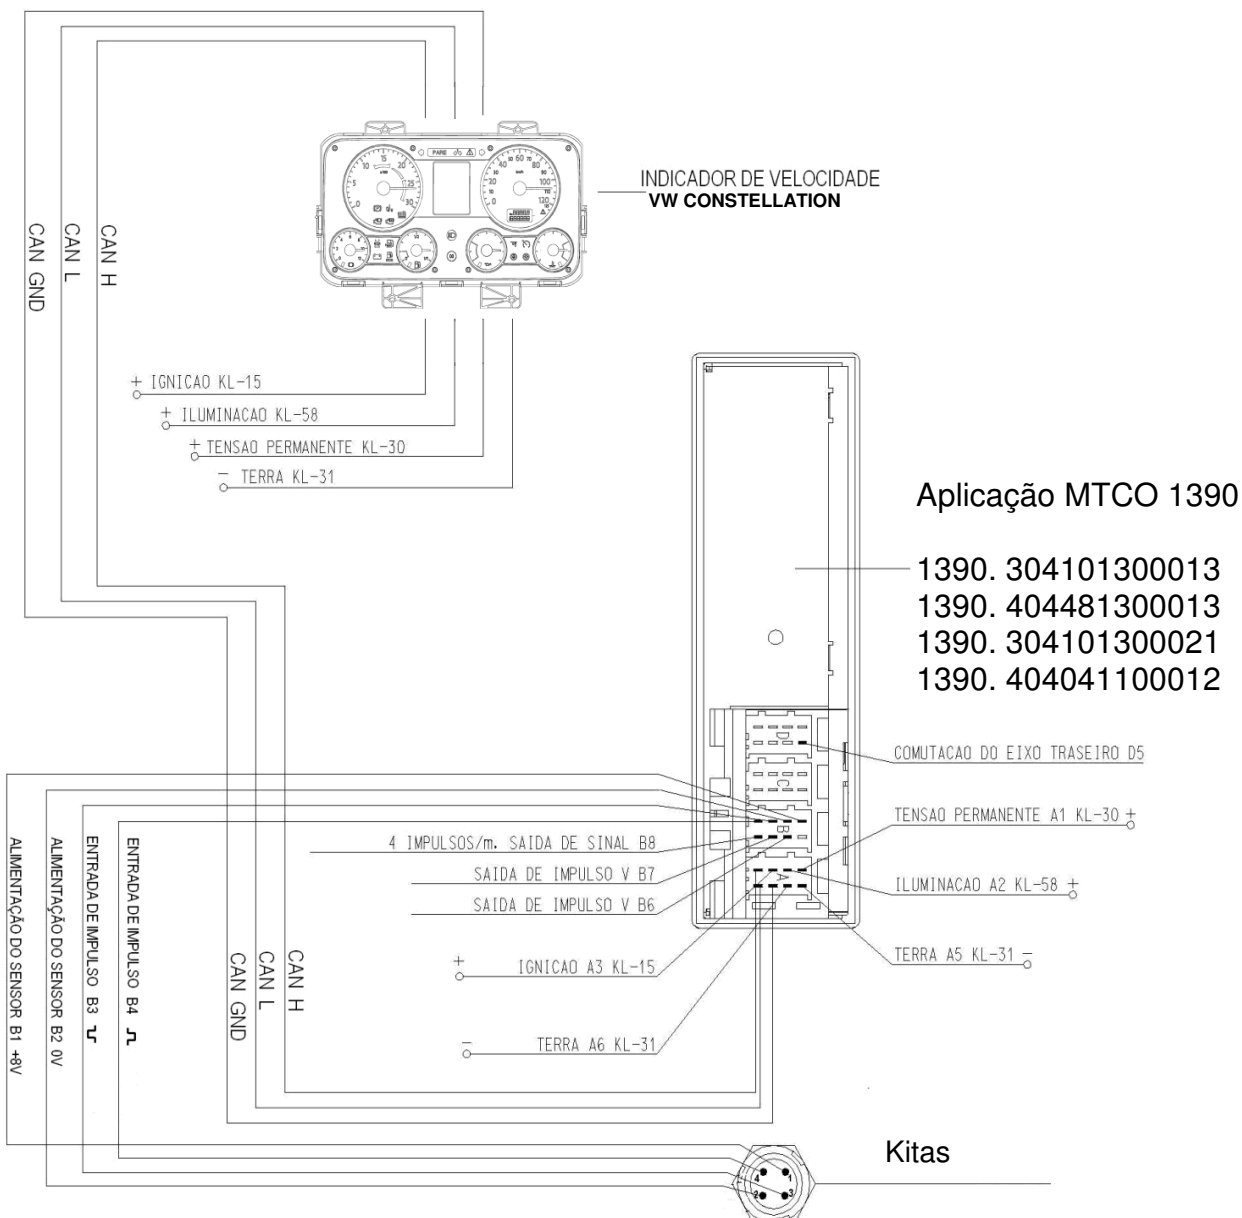 PARE
INDICADOR DE VELOCIDADE
VW CONSTELLATION
CAN GND
CAN L
CAN H
+ IGNICAO KL-15
+ ILUMINACAO KL-58
+ TENSAO PERMANENTE KL-30
- TERRA KL-31
Aplicação MTCO 1390
1390. 304101300013
1390. 404481300013
1390. 304101300021
1390. 404041100012
D
C
B
A
COMUTACAO DO EIXO TRASEIRO D5
TENSAO PERMANENTE A1 KL-30 +
ILUMINACAO A2 KL-58 +
TERRA A5 KL-31 -
4 IMPULSOS/m. SAIDA DE SINAL B8
SAIDA DE IMPULSO V B7
SAIDA DE IMPULSO V B6
+ IGNICAO A3 KL-15
- TERRA A6 KL-31
ALIMENTAÇÃO DO SENSOR B1 +8V
ALIMENTAÇÃO DO SENSOR B2 0V
ENTRADA DE IMPULSO B3
ENTRADA DE IMPULSO B4
CAN GND
CAN L
CAN H
Kitas
4 1
2 3